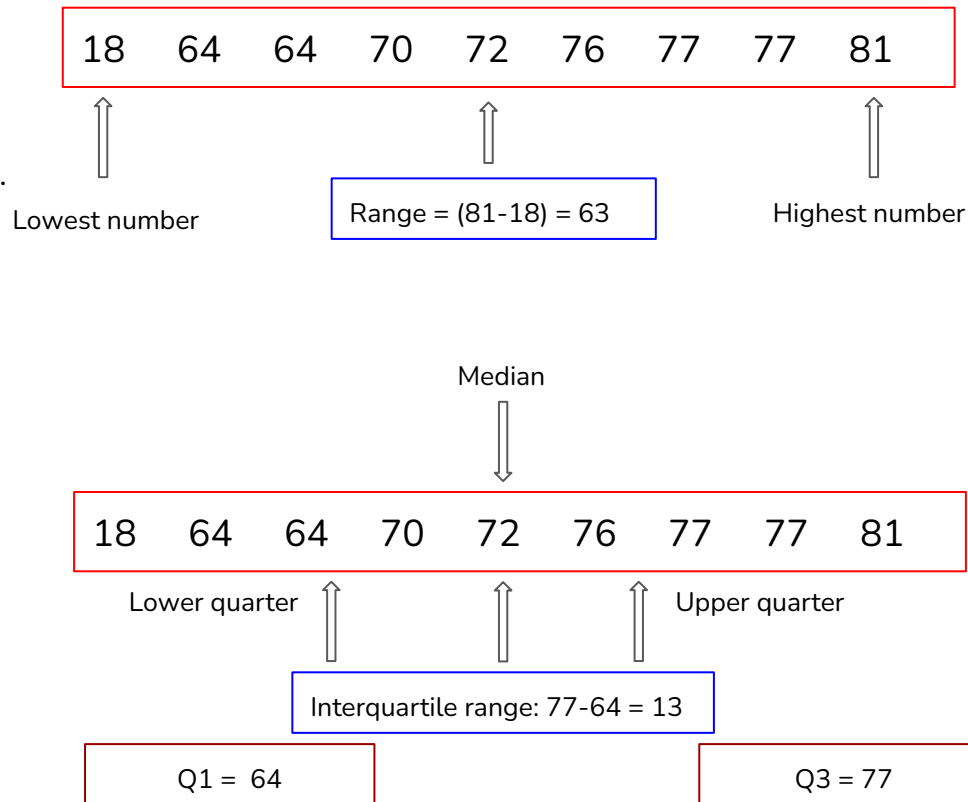 18 64 64 70 72 76 77 77 81
.
Lowest number
Range = (81-18) = 63
Highest number
Median
18 64 64 70 72 76 77 77 81
Lower quarter
Upper quarter
Interquartile range: 77-64 = 13
Q1 = 64
Q3 = 77